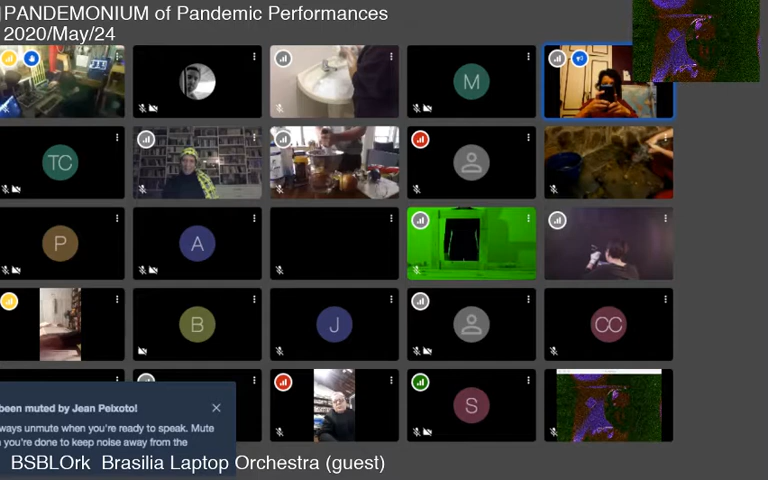 PANDEMONIUM of Pandemic Performances
2020/May/24
M
TC
P
A
B
J
CC
S
been muted by Jean Peixoto!
ways unmute when you're ready to speak. Mute
you're done to keep noise away from the
BSBLOrk Brasilia Laptop Orchestra (guest)